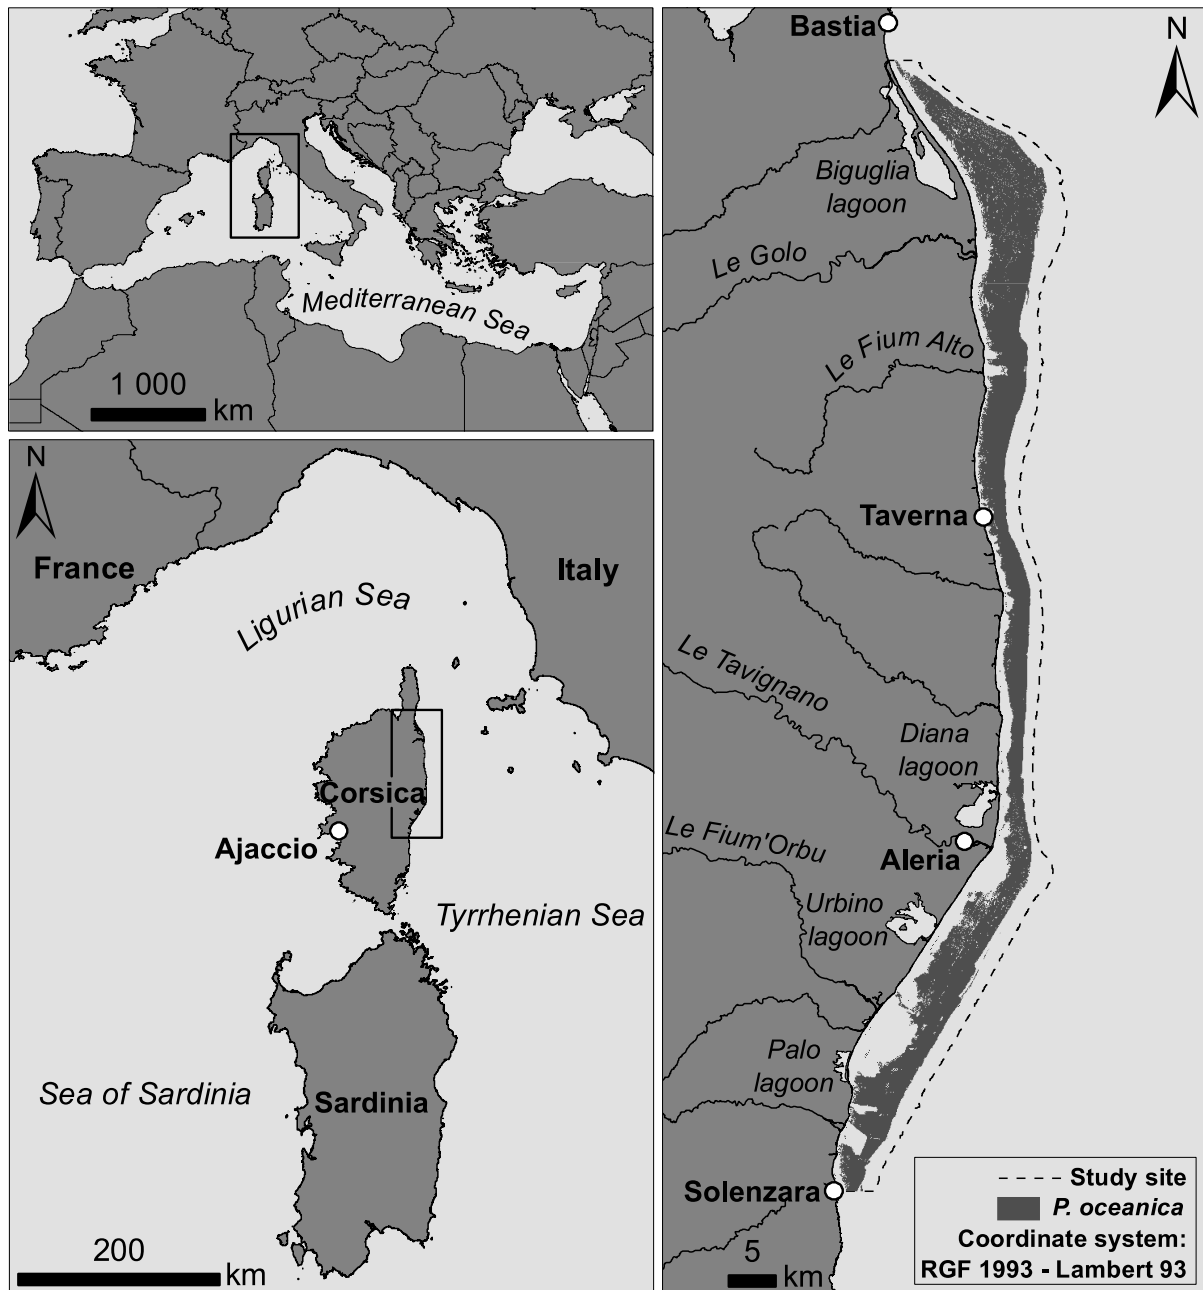 Mediterranean Sea
1 000
km
N
France
Italy
Ligurian Sea
Corsica
Ajaccio
Tyrrhenian Sea
Sea of Sardinia
Sardinia
200
km
Bastia
N
Biguglia
lagoon
Le Golo
Le Fium Alto
Taverna
Le Tavignano
Diana
lagoon
Le Fium'Orbu
Aleria
Urbino
lagoon
Palo
lagoon
Solenzara
5
km
Study site
P. oceanica
Coordinate system:
RGF 1993 - Lambert 93